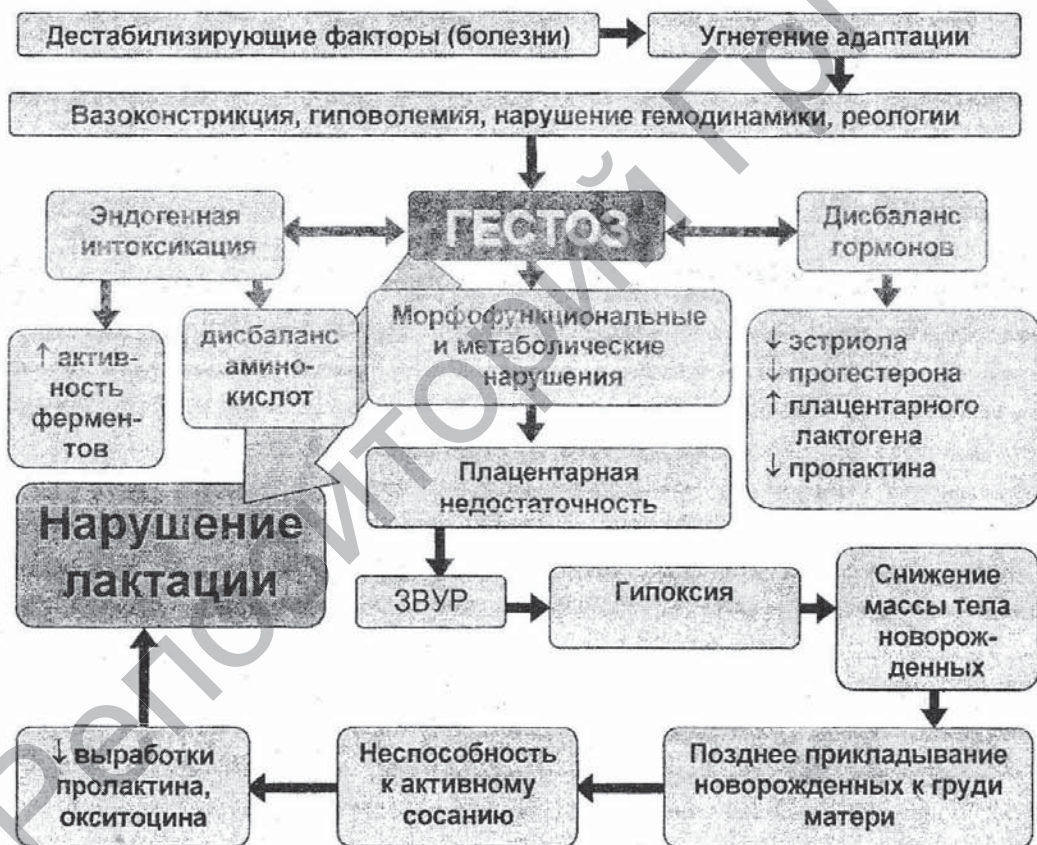 Дестабилизирующие факторы (болезни)
Угнетение адаптации
Вазоконстрикция, гиповолемия, нарушение гемодинамики, реологии
Эндогенная
интоксикация
ГЕСТОЗ
Дисбаланс
гормонов
↑ актив-
ность
фермен-
тов
дисбаланс
амино-
кислот
Морфофункциональные
и метаболические
нарушения
↓ эстриола
↓ прогестерона
↑ плацентарного
лактогена
↓ пролактина
Плацентарная
недостаточность
Нарушение
лактации
ЗВУР
Гипоксия
Снижение
массы тела
новорож-
денных
↓ выработки
пролактина,
окситоцина
Неспособность
к активному
сосанию
Позднее прикладывание
новорожденных к груди
матери
Репозиторий Гр